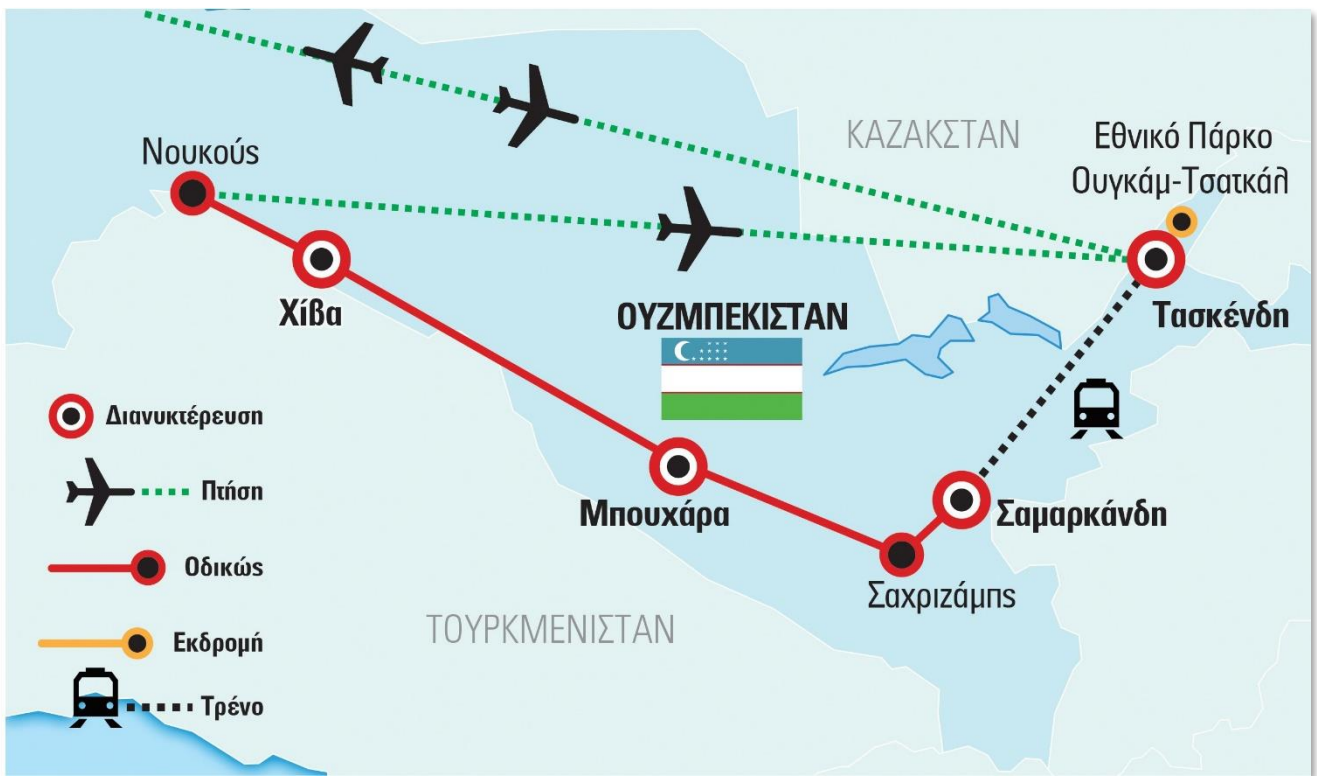 ΚΑΖΑΚΣΤΑΝ
Εθνικό Πάρκο
Ουγκάμ-Τσατκάλ
Νουκούς
Χίβα
ΟΥΖΜΠΕΚΙΣΤΑΝ
Τασκένδη
Διανυκτέρευση
Πτήση
Μπουχάρα
Σαμαρκάνδη
Οδικώς
Σαχριζάμπς
ΤΟΥΡΚΜΕΝΙΣΤΑΝ
Εκδρομή
Τρένο